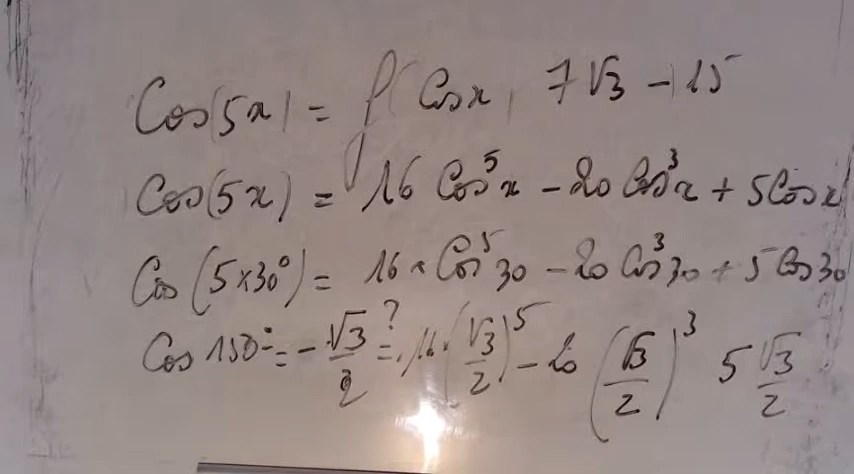 Cos(5x) = f( Cosx, 7√3 - 15
Cos(5x) = 16 Cos⁵x - 20 Cos³x + 5Cosx
Cos (5×30°) = 16 × Cos⁵30 - 20 Cos³30 + 5 Cos30
Cos 150° = -√3/2 =? 16·(√3/2)⁵ - 20 (√3/2)³ 5 √3/2